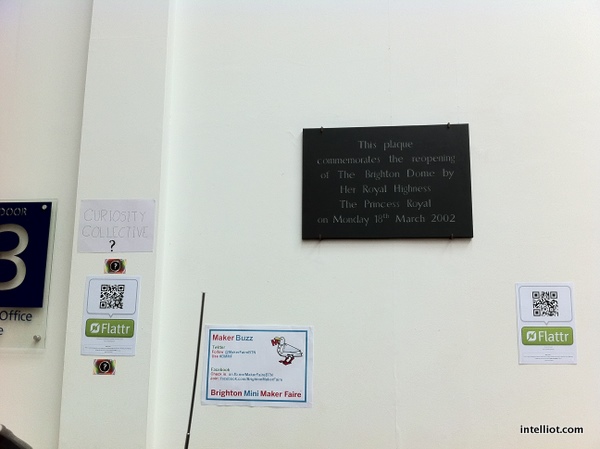 This plaque
commemorates the reopening
of The Brighton Dome by
Her Royal Highness
The Princess Royal
on Monday 18th March 2002
DOOR
3
Office
CURIOSITY
COLLECTIVE
?
?
Flattr
?
Maker Buzz
Twitter
Facebook
Brighton Mini Maker Faire
Flattr
intelliot.com